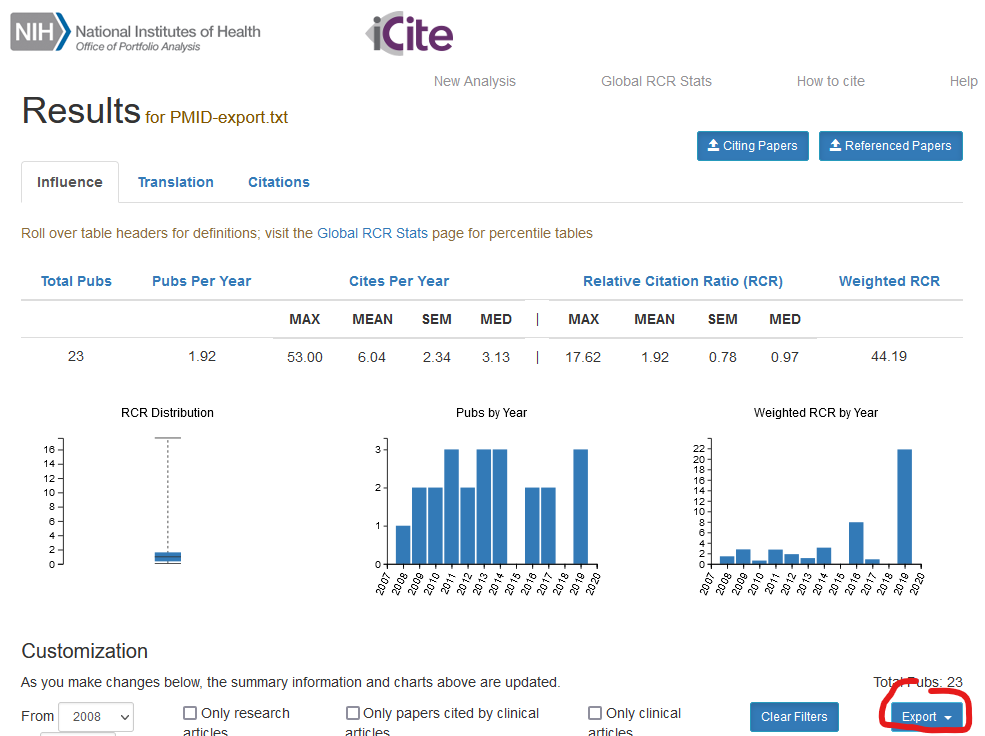 NIH National Institutes of Health
Office of Portfolio Analysis
iCite
New Analysis Global RCR Stats How to cite Help
Results for PMID-export.txt
Citing Papers Referenced Papers
Influence Translation Citations
Roll over table headers for definitions; visit the Global RCR Stats page for percentile tables
Total Pubs Pubs Per Year Cites Per Year Relative Citation Ratio (RCR) Weighted RCR
MAX MEAN SEM MED | MAX MEAN SEM MED
23 1.92 53.00 6.04 2.34 3.13 | 17.62 1.92 0.78 0.97 44.19
RCR Distribution
16
14
12
10
8
6
4
2
0
Pubs by Year
3
2
1
0
2007 2008 2009 2010 2011 2012 2013 2014 2015 2016 2017 2018 2019 2020
Weighted RCR by Year
22
20
18
16
14
12
10
8
6
4
2
0
2007 2008 2009 2010 2011 2012 2013 2014 2015 2016 2017 2018 2019 2020
Customization
As you make changes below, the summary information and charts above are updated. Total Pubs: 23
From 2008 Only research articles Only papers cited by clinical articles Only clinical articles Clear Filters Export